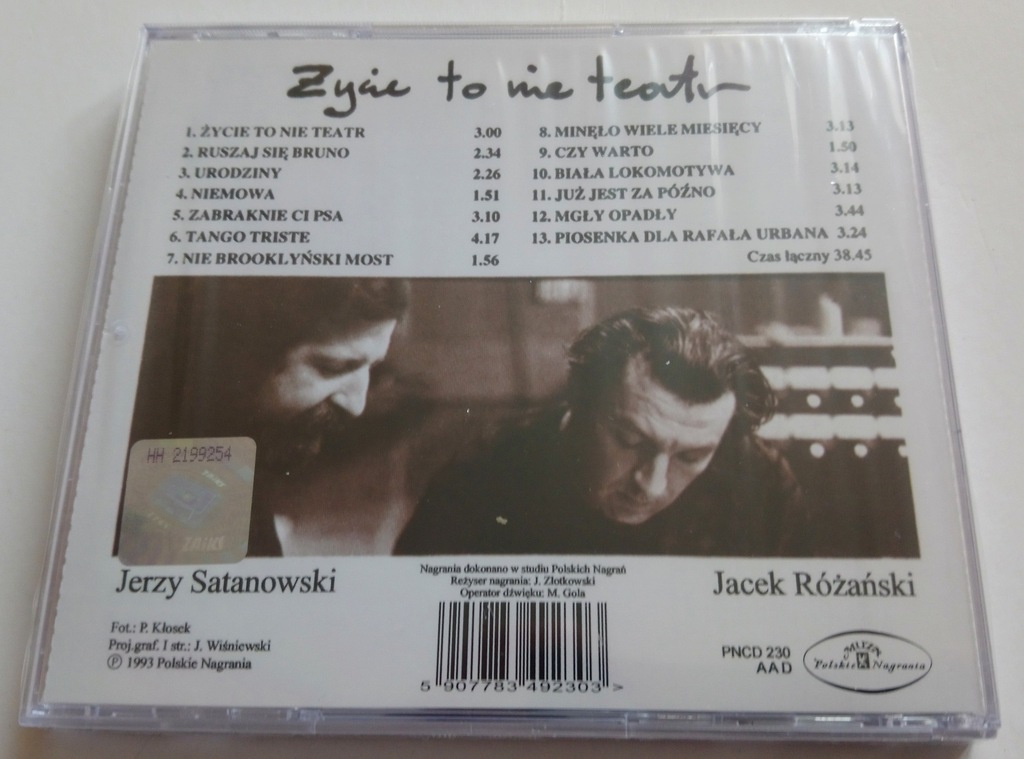 Życie to nie teatr
1. ŻYCIE TO NIE TEATR 3.00
2. RUSZAJ SIĘ BRUNO 2.34
3. URODZINY 2.26
4. NIEMOWA 1.51
5. ZABRAKNIE CI PSA 3.10
6. TANGO TRISTE 4.17
7. NIE BROOKLYŃSKI MOST 1.56
8. MINĘŁO WIELE MIESIĘCY 3.13
9. CZY WARTO 1.50
10. BIAŁA LOKOMOTYWA 3.14
11. JUŻ JEST ZA PÓŹNO 3.13
12. MGŁY OPADŁY 3.44
13. PIOSENKA DLA RAFAŁA URBANA 3.24
Czas łączny 38.45
HH 2199254
ZAiKS
Jerzy Satanowski
Nagrania dokonano w studiu Polskich Nagrań
Reżyser nagrania: J. Złotkowski
Operator dźwięku: M. Gola
Jacek Różański
Fot.: P. Kłosek
Proj.graf. I str.: J. Wiśniewski
℗ 1993 Polskie Nagrania
5 907783 492303 >
PNCD 230
AAD
MUZA
Polskie Nagrania